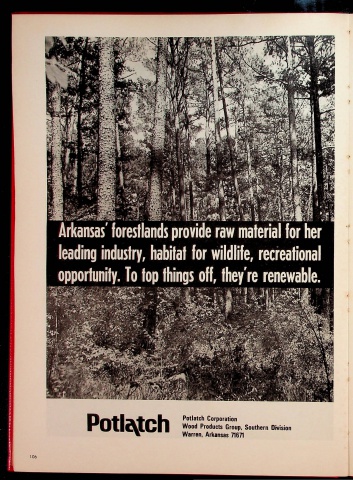 Arkansas' forestlands provide raw material for her
leading industry, habitat for wildlife, recreational
opportunity. To top things off, they're renewable.
Potlatch
Potlatch Corporation
Wood Products Group, Southern Division
Warren, Arkansas 71671
106